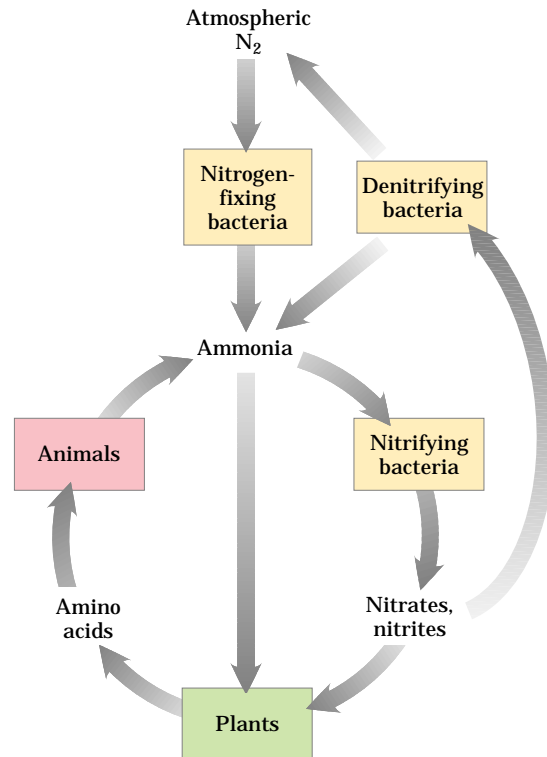 Atmospheric
N₂
Nitrogen-
fixing
bacteria
Denitrifying
bacteria
Ammonia
Animals
Nitrifying
bacteria
Amino
acids
Nitrates,
nitrites
Plants